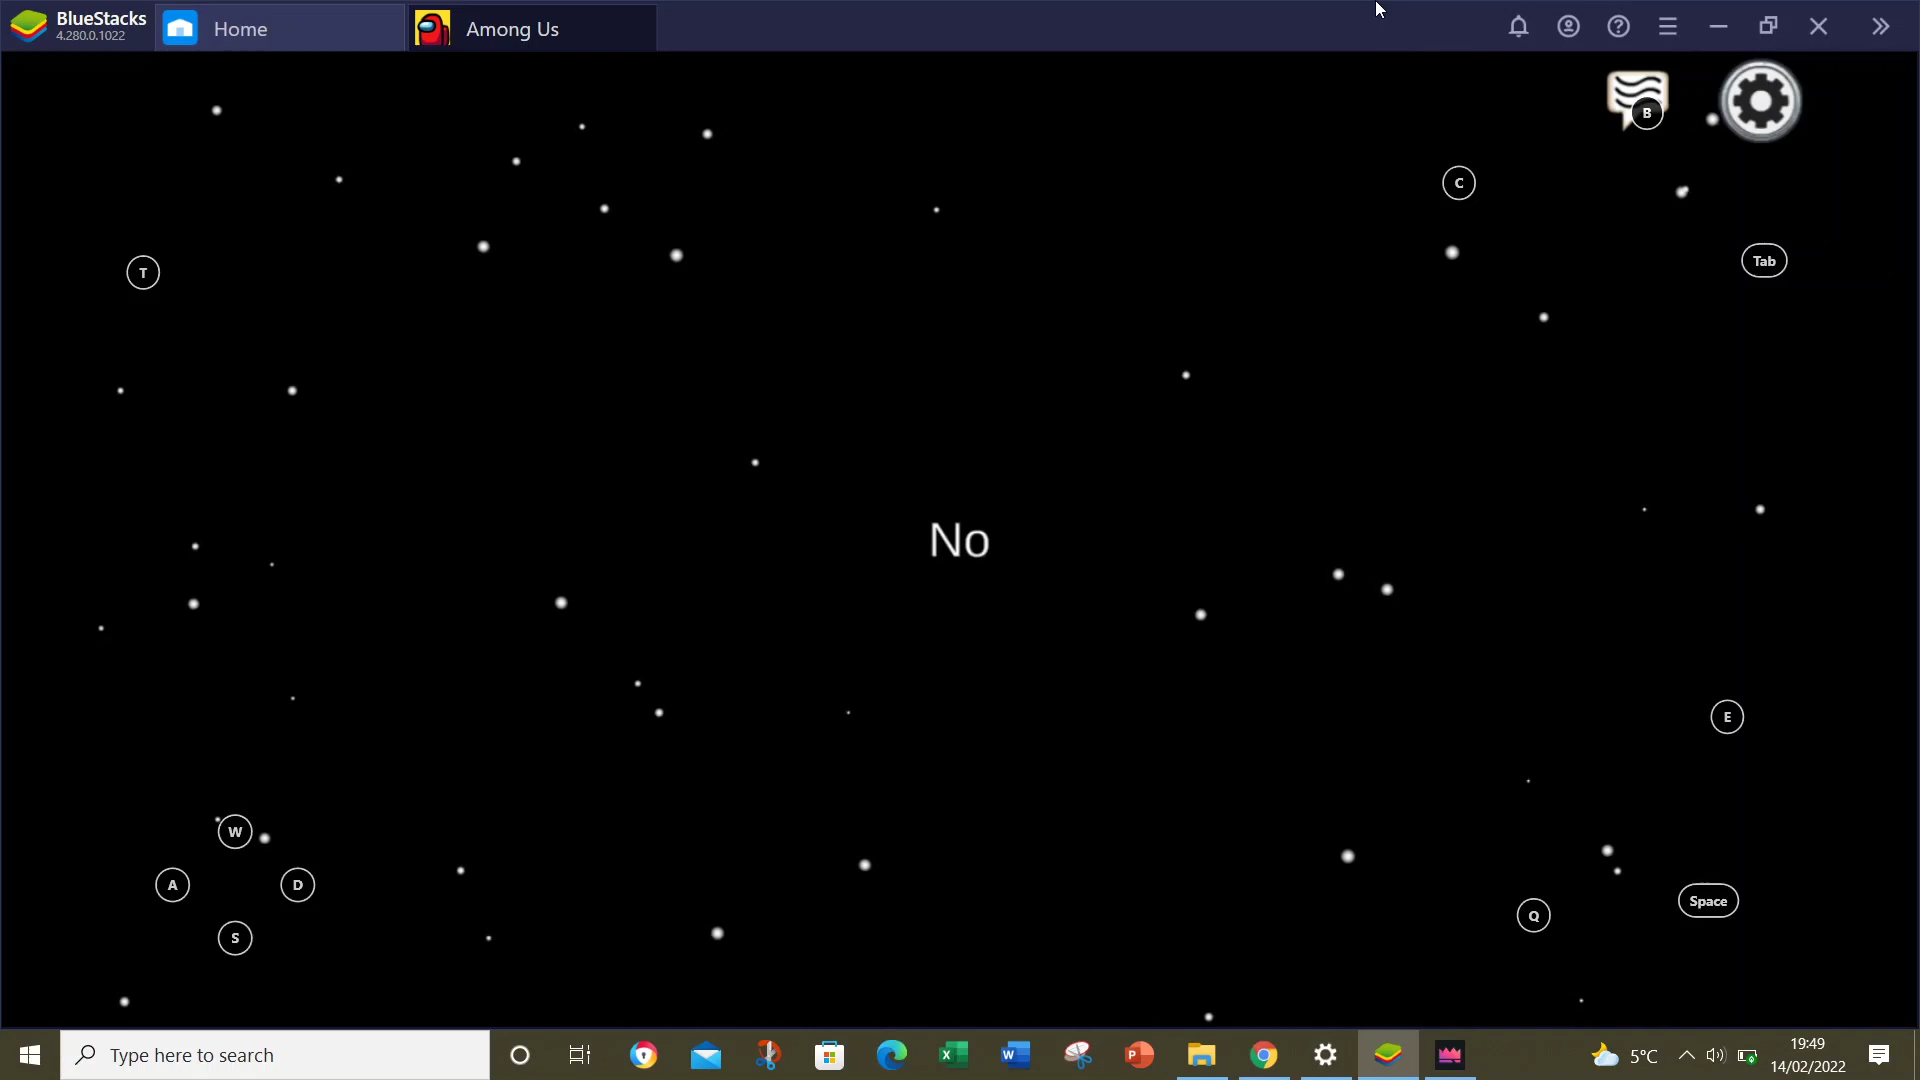 BlueStacks
4.280.0.1022
Home
Among Us
B
C
T
Tab
No
E
W
A
D
S
Q
Space
Type here to search
5°C
19:49
14/02/2022